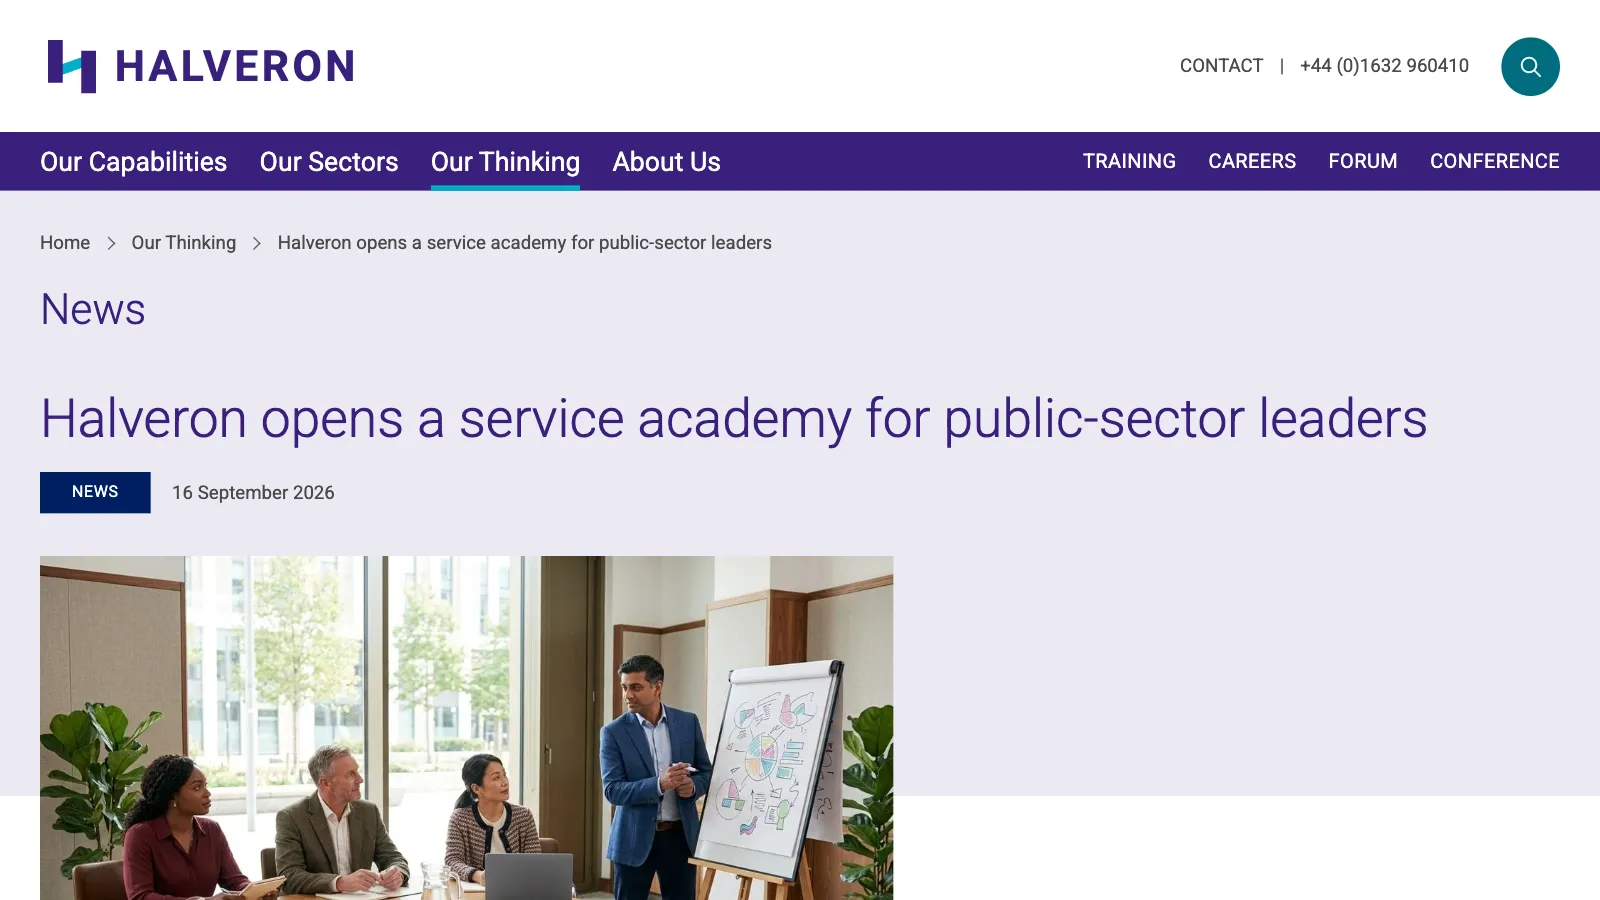 HALVERON
CONTACT | +44 (0)1632 960410
Our Capabilities Our Sectors Our Thinking About Us TRAINING CAREERS FORUM CONFERENCE
Home > Our Thinking > Halveron opens a service academy for public-sector leaders
News
Halveron opens a service academy for public-sector leaders
NEWS 16 September 2026